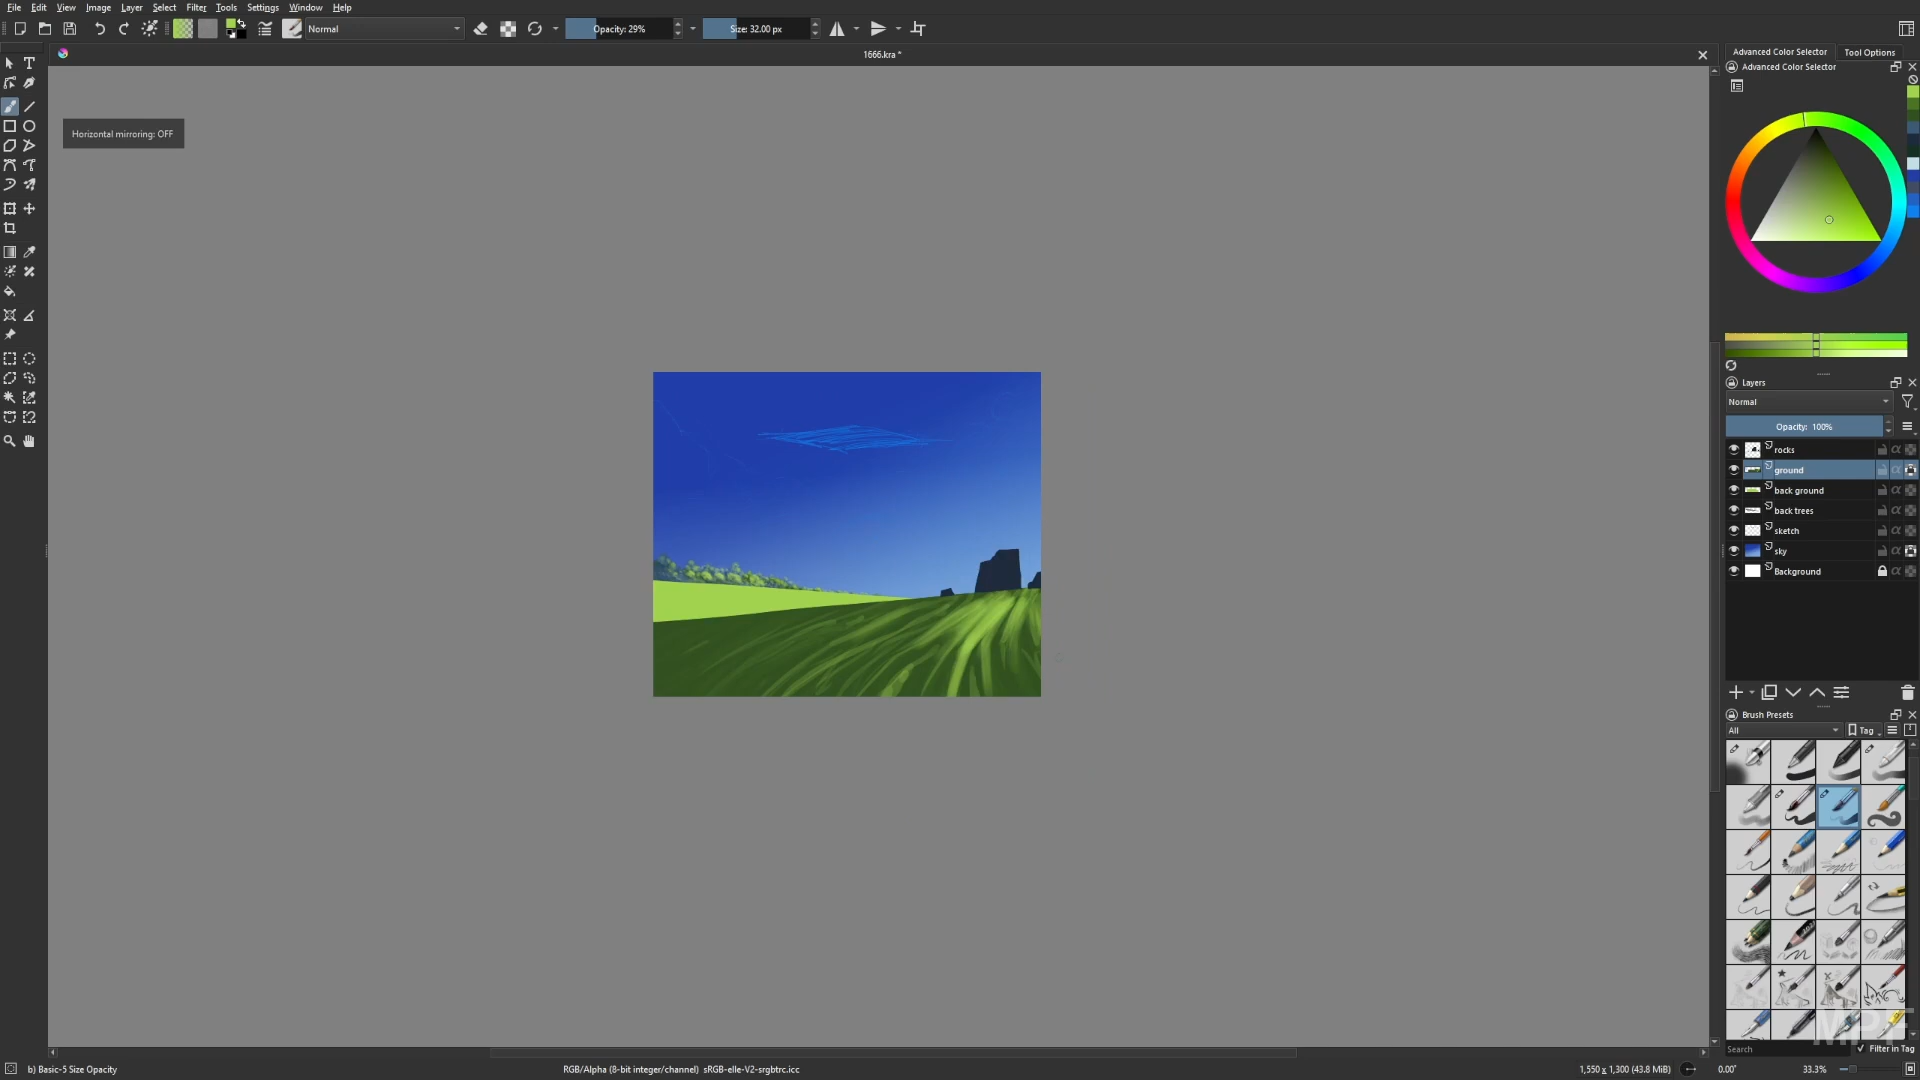 File Edit View Image Layer Select Filter Tools Settings Window Help
Normal
Opacity: 29%
Size: 32.00 px
1666.kra *
Horizontal mirroring: OFF
Advanced Color Selector
Tool Options
Advanced Color Selector
Layers
Normal
Opacity: 100%
rocks
ground
back ground
back trees
sketch
sky
Background
Brush Presets
All
Tag
Search
Filter in Tag
b) Basic-5 Size Opacity
RGB/Alpha (8-bit integer/channel) sRGB-elle-V2-srgbtrc.icc
1,550 x 1,300 (43.8 MiB)
0.00°
33.3%